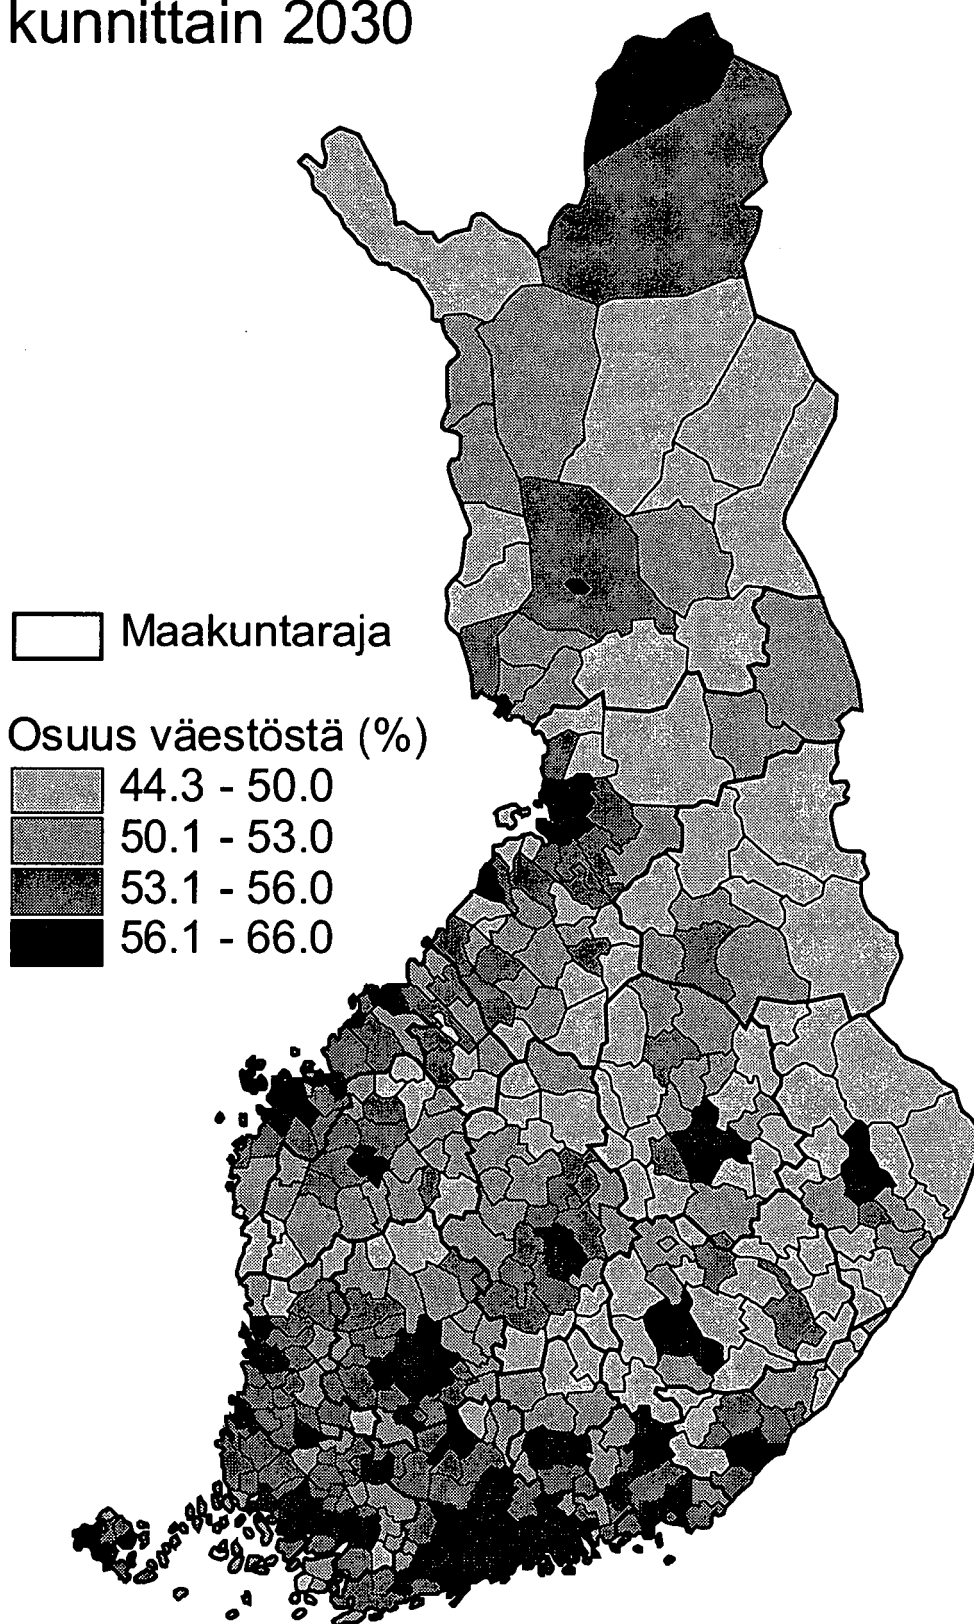 kunnittain 2030
Maakuntaraja
Osuus väestöstä (%)
44.3 - 50.0
50.1 - 53.0
53.1 - 56.0
56.1 - 66.0